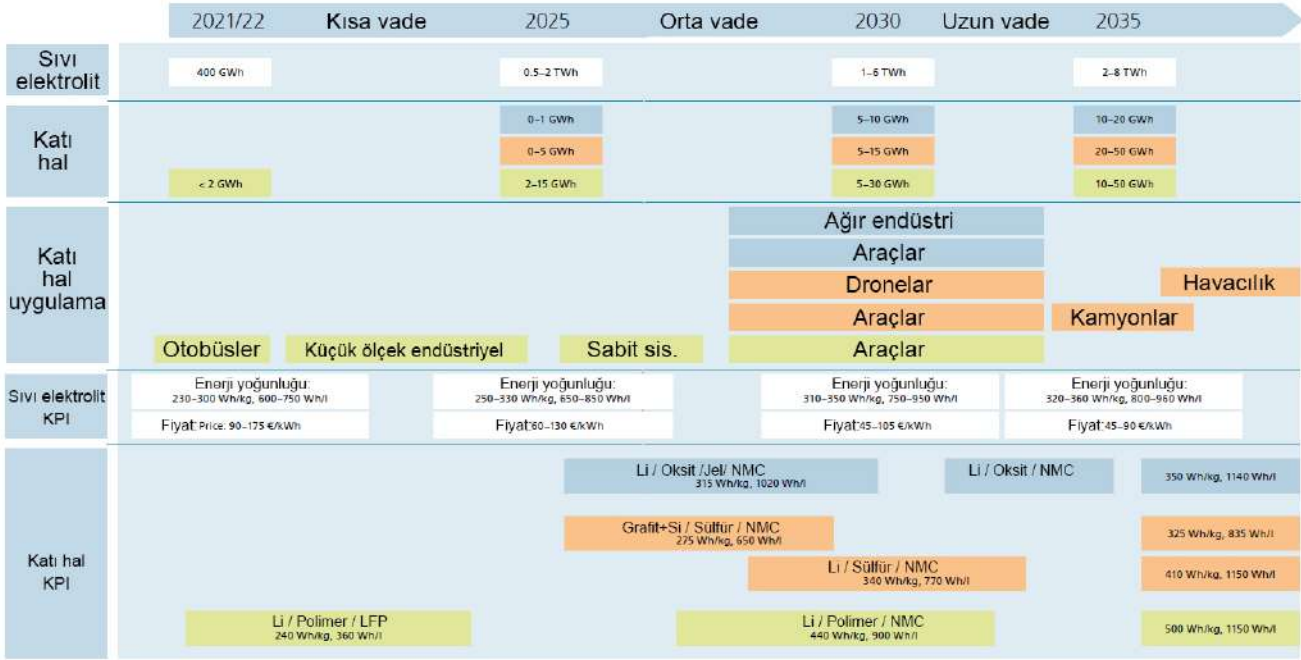 2021/22 Kısa vade 2025 Orta vade 2030 Uzun vade 2035
Sıvı
elektrolit
400 GWh 0.5–2 TWh 1–6 TWh 2–8 TWh
Katı
hal
0–1 GWh 5–10 GWh 10–20 GWh
0–5 GWh 5–15 GWh 20–50 GWh
< 2 GWh 2–15 GWh 5–30 GWh 10–50 GWh
Katı
hal
uygulama
Ağır endüstri
Araçlar
Dronelar Havacılık
Araçlar Kamyonlar
Otobüsler Küçük ölçek endüstriyel Sabit sis. Araçlar
Sıvı elektrolit
KPI
Enerji yoğunluğu: Enerji yoğunluğu: Enerji yoğunluğu: Enerji yoğunluğu:
230–300 Wh/kg, 600–750 Wh/l 250–330 Wh/kg, 650–850 Wh/l 310–350 Wh/kg, 750–950 Wh/l 320–360 Wh/kg, 800–960 Wh/l
Fiyat: Price: 90–175 €/kWh Fiyat:60–130 €/kWh Fiyat:45–105 €/kWh Fiyat:45–90 €/kWh
Katı hal
KPI
Li / Oksit /Jel/ NMC Li / Oksit / NMC
315 Wh/kg, 1020 Wh/l 350 Wh/kg, 1140 Wh/l
Grafit+Si / Sülfür / NMC
275 Wh/kg, 650 Wh/l 325 Wh/kg, 835 Wh/l
Li / Sülfür / NMC
340 Wh/kg, 770 Wh/l 410 Wh/kg, 1150 Wh/l
Li / Polimer / LFP Li / Polimer / NMC
240 Wh/kg, 360 Wh/l 440 Wh/kg, 900 Wh/l 500 Wh/kg, 1150 Wh/l